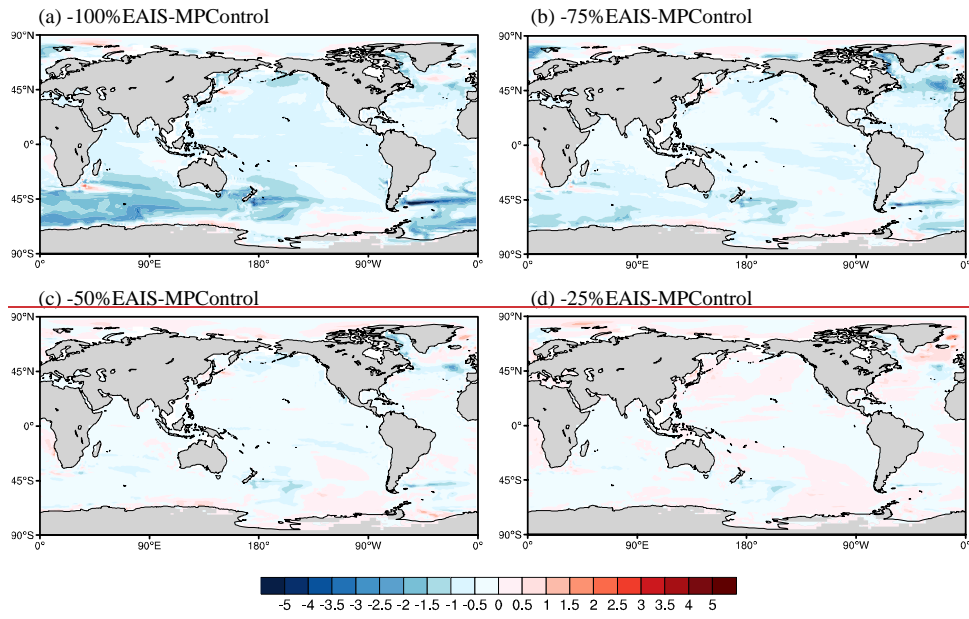 (a) -100%EAIS-MPControl
(b) -75%EAIS-MPControl
90°N
45°N
0°
45°S
90°S
0° 90°E 180° 90°W 0°
90°N
45°N
0°
45°S
90°S
0° 90°E 180° 90°W 0°
(c) -50%EAIS-MPControl
(d) -25%EAIS-MPControl
90°N
45°N
0°
45°S
90°S
0° 90°E 180° 90°W 0°
90°N
45°N
0°
45°S
90°S
0° 90°E 180° 90°W 0°
-5 -4 -3.5 -3 -2.5 -2 -1.5 -1 -0.5 0 0.5 1 1.5 2 2.5 3 3.5 4 5